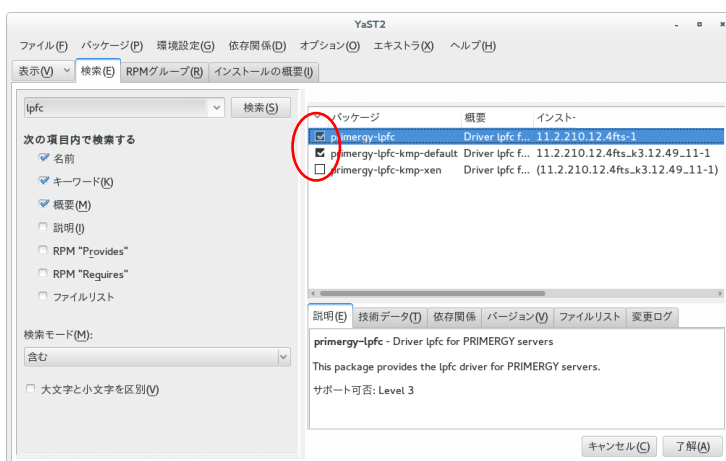 YaST2
ファイル(F) パッケージ(P) 環境設定(G) 依存関係(D) オプション(O) エキストラ(X) ヘルプ(H)
表示(V) 検索(E) RPMグループ(R) インストールの概要(I)
lpfc 検索(S)
次の項目内で検索する
名前
キーワード(K)
概要(M)
説明(I)
RPM "Provides"
RPM "Requires"
ファイルリスト
検索モード(M):
含む
大文字と小文字を区別(V)
パッケージ 概要 インスト-
primergy-lpfc Driver lpfc f... 11.2.210.12.4fts-1
primergy-lpfc-kmp-default Driver lpfc f... 11.2.210.12.4fts_k3.12.49_11-1
primergy-lpfc-kmp-xen Driver lpfc f... (11.2.210.12.4fts_k3.12.49_11-1)
説明(E) 技術データ(T) 依存関係 バージョン(V) ファイルリスト 変更ログ
primergy-lpfc - Driver lpfc for PRIMERGY servers
This package provides the lpfc driver for PRIMERGY servers.
サポート可否: Level 3
キャンセル(C) 了解(A)